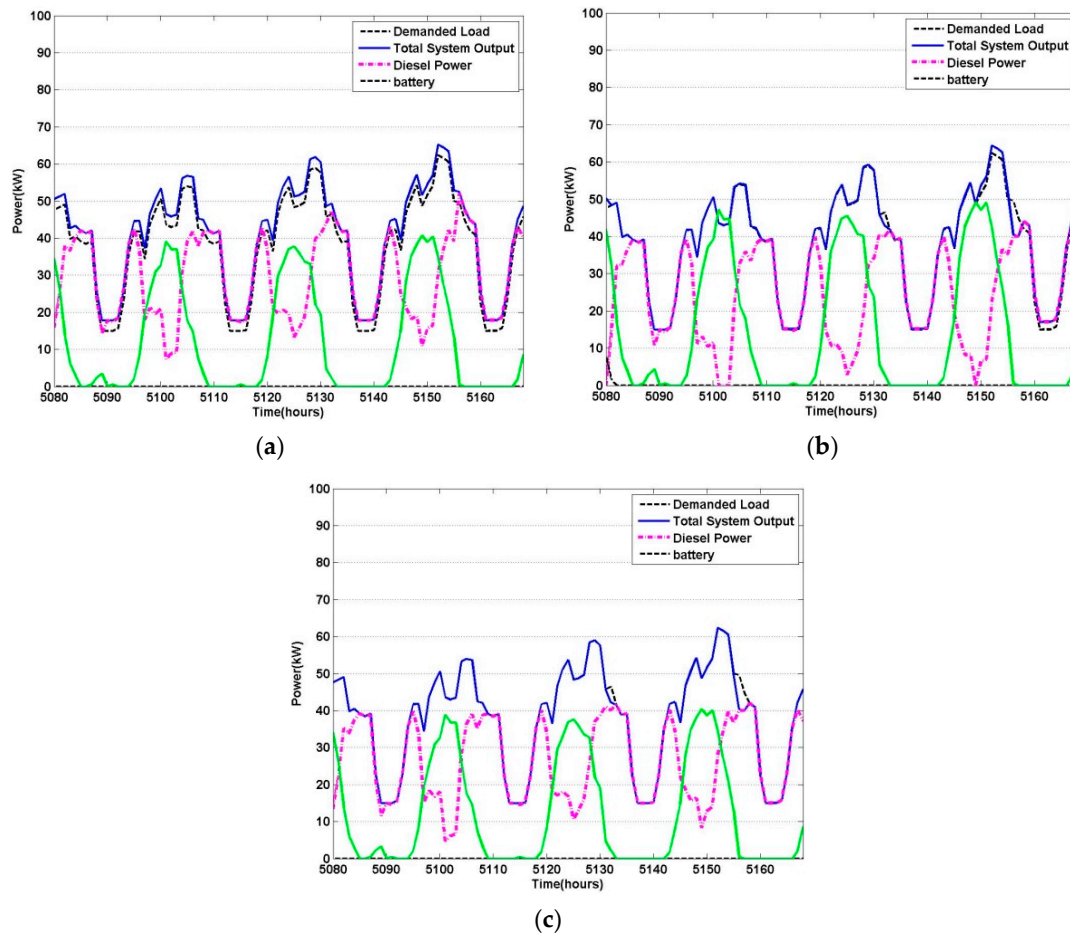 100
90
80
70
60
50
40
30
20
10
0
Power(kW)
Demanded Load
Total System Output
Diesel Power
battery
5080 5090 5100 5110 5120 5130 5140 5150 5160
Time(hours)
(a)
100
90
80
70
60
50
40
30
20
10
0
Power(kW)
Demanded Load
Total System Output
Diesel Power
battery
5080 5090 5100 5110 5120 5130 5140 5150 5160
Time(hours)
(b)
100
90
80
70
60
50
40
30
20
10
0
Power(kW)
Demanded Load
Total System Output
Diesel Power
battery
5080 5090 5100 5110 5120 5130 5140 5150 5160
Time(hours)
(c)